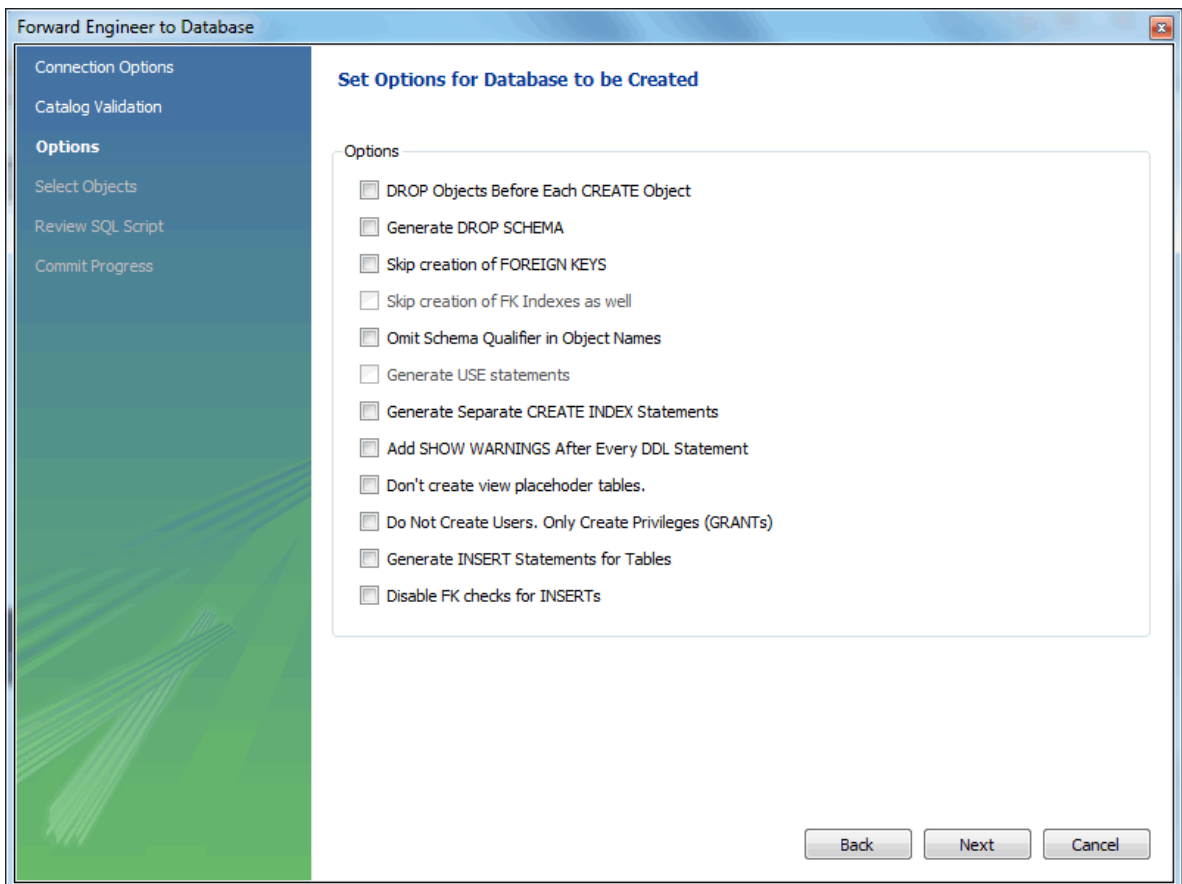 Forward Engineer to Database
Connection Options
Catalog Validation
Options
Select Objects
Review SQL Script
Commit Progress
Set Options for Database to be Created
Options
DROP Objects Before Each CREATE Object
Generate DROP SCHEMA
Skip creation of FOREIGN KEYS
Skip creation of FK Indexes as well
Omit Schema Qualifier in Object Names
Generate USE statements
Generate Separate CREATE INDEX Statements
Add SHOW WARNINGS After Every DDL Statement
Don't create view placehoder tables.
Do Not Create Users. Only Create Privileges (GRANTs)
Generate INSERT Statements for Tables
Disable FK checks for INSERTs
Back Next Cancel